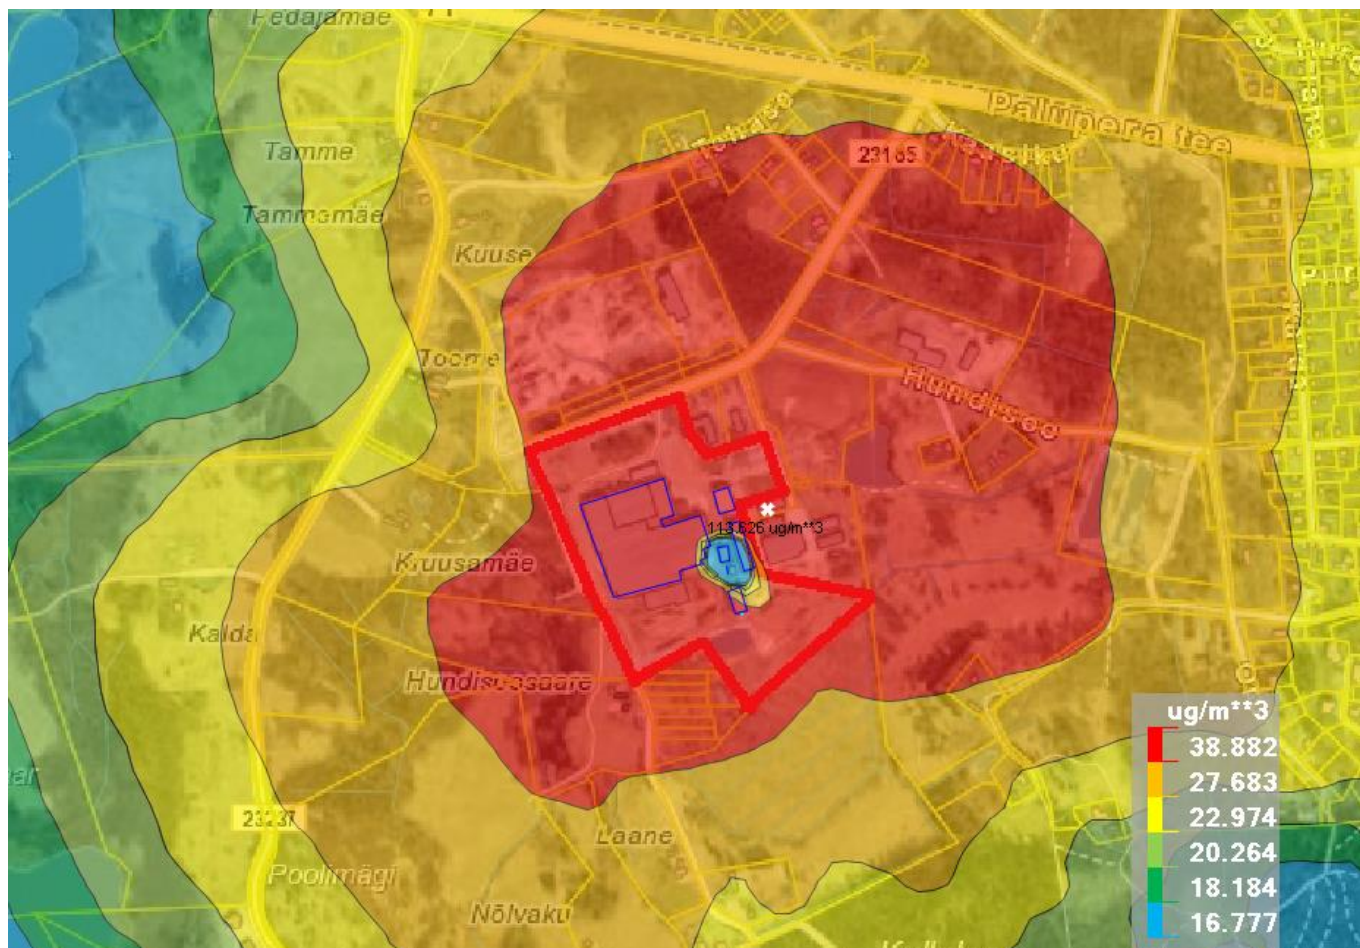 Pedajamäe
Pallupera tee
Tamme
23165
Tammemäe
Kuuse
Toome
Hundisoo
113.626 ug/m**3
Kruusamäe
Kalda
Hundisoosaare
ug/m**3
38.882
27.683
22.974
20.264
18.184
16.777
23237
Laane
Poolimägi
Nõlvaku